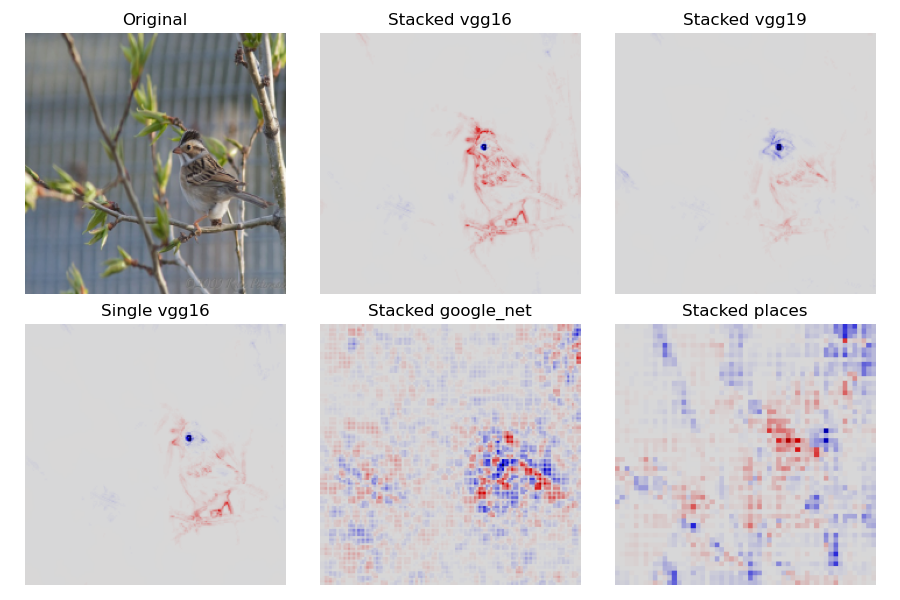 Original
Stacked vgg16
Stacked vgg19
Single vgg16
Stacked google_net
Stacked places